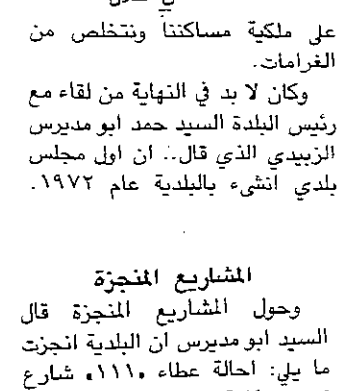 على ملكية مساكننا ونتخلص من
الغرامات.
وكان لا بد في النهاية من لقاء مع
رئيس البلدة السيد حمد ابو مديرس
الزبيدي الذي قال.. ان اول مجلس
بلدي انشىء بالبلدية عام ١٩٧٢.
المشاريع المنجزة
وحول المشاريع المنجزة قال
السيد ابو مديرس ان البلدية انجزت
ما يلي: احالة عطاء «١١١» شارع